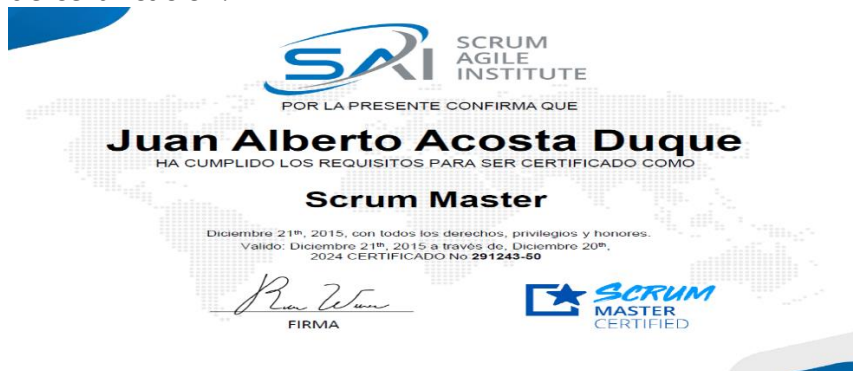 SAI
SCRUM
AGILE
INSTITUTE
POR LA PRESENTE CONFIRMA QUE
Juan Alberto Acosta Duque
HA CUMPLIDO LOS REQUISITOS PARA SER CERTIFICADO COMO
Scrum Master
Diciembre 21th, 2015, con todos los derechos, privilegios y honores.
Valido: Diciembre 21th, 2015 a través de, Diciembre 20th,
2024 CERTIFICADO No 291243-50
FIRMA
SCRUM
MASTER
CERTIFIED